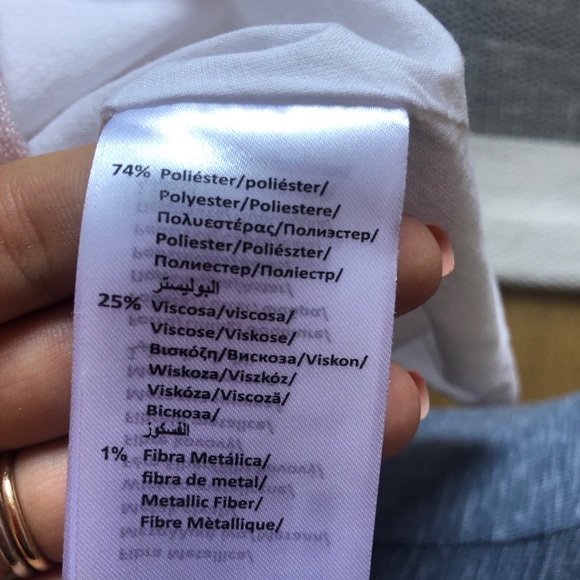 74% Poliéster/poliéster/
Polyester/Poliestere/
Πολυεστέρας/Полиэстер/
Poliester/Poliészter/
Полиестер/Поліестр/
البوليستر
25% Viscosa/viscosa/
Viscose/Viskose/
Βισκόζη/Вискоза/Viskon/
Wiskoza/Viszkóz/
Viskóza/Viscoză/
Віскоза/
الفسكوز
1% Fibra Metálica/
fibra de metal/
Metallic Fiber/
Fibre Mètallique/